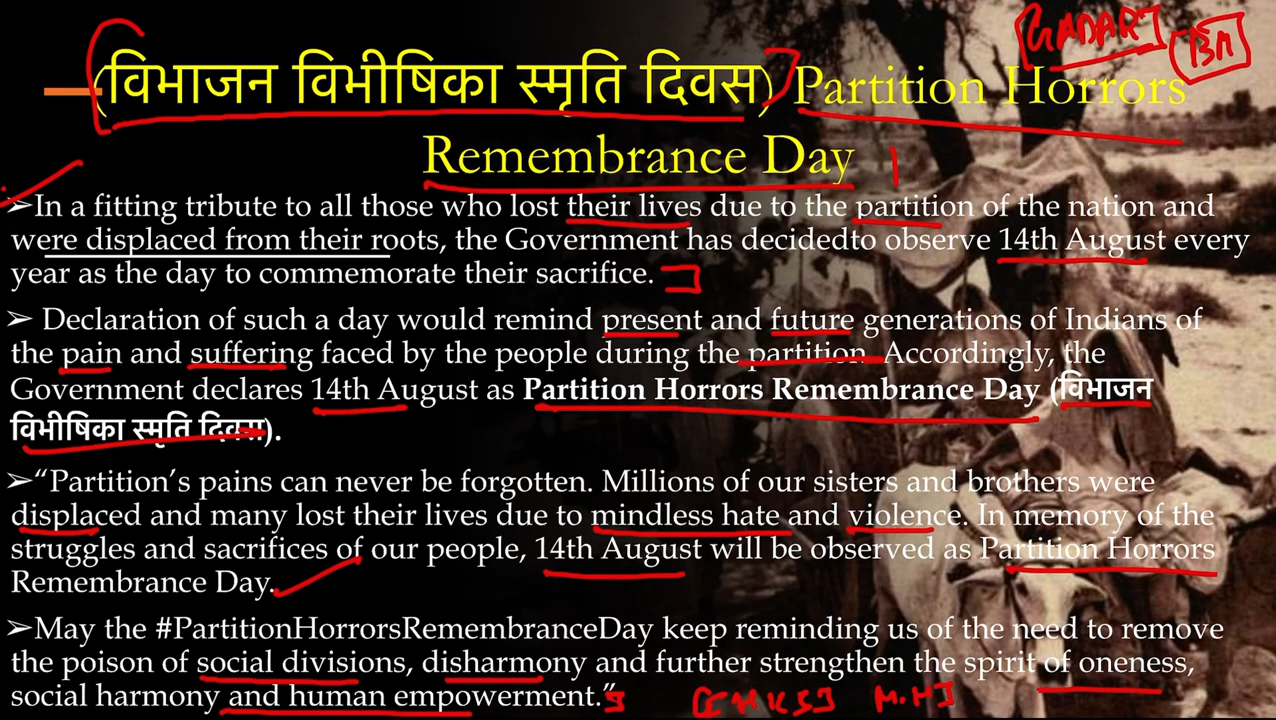 [GADAR]
(विभाजन विभीषिका स्मृति दिवस) Partition Horrors
Remembrance Day
➢In a fitting tribute to all those who lost their lives due to the partition of the nation and
were displaced from their roots, the Government has decidedto observe 14th August every
year as the day to commemorate their sacrifice.
➢ Declaration of such a day would remind present and future generations of Indians of
the pain and suffering faced by the people during the partition. Accordingly, the
Government declares 14th August as Partition Horrors Remembrance Day (विभाजन
विभीषिका स्मृति दिवस).
➢“Partition’s pains can never be forgotten. Millions of our sisters and brothers were
displaced and many lost their lives due to mindless hate and violence. In memory of the
struggles and sacrifices of our people, 14th August will be observed as Partition Horrors
Remembrance Day.
➢May the #PartitionHorrorsRemembranceDay keep reminding us of the need to remove
the poison of social divisions, disharmony and further strengthen the spirit of oneness,
social harmony and human empowerment.”